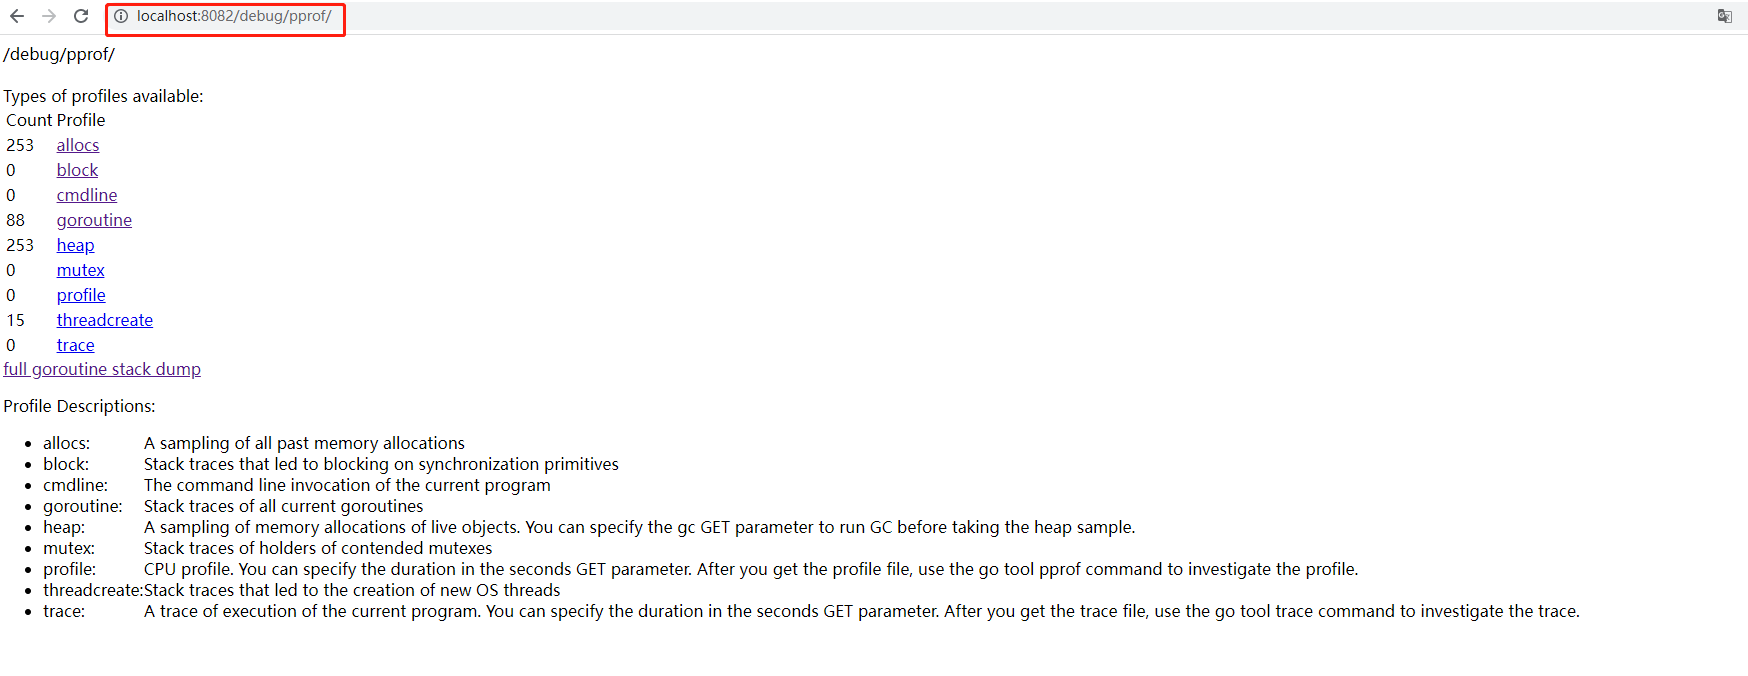 localhost:8082/debug/pprof/
/debug/pprof/
Types of profiles available:
Count Profile
253 allocs
0 block
0 cmdline
88 goroutine
253 heap
0 mutex
0 profile
15 threadcreate
0 trace
full goroutine stack dump
Profile Descriptions:
• allocs: A sampling of all past memory allocations
• block: Stack traces that led to blocking on synchronization primitives
• cmdline: The command line invocation of the current program
• goroutine: Stack traces of all current goroutines
• heap: A sampling of memory allocations of live objects. You can specify the gc GET parameter to run GC before taking the heap sample.
• mutex: Stack traces of holders of contended mutexes
• profile: CPU profile. You can specify the duration in the seconds GET parameter. After you get the profile file, use the go tool pprof command to investigate the profile.
• threadcreate:Stack traces that led to the creation of new OS threads
• trace: A trace of execution of the current program. You can specify the duration in the seconds GET parameter. After you get the trace file, use the go tool trace command to investigate the trace.